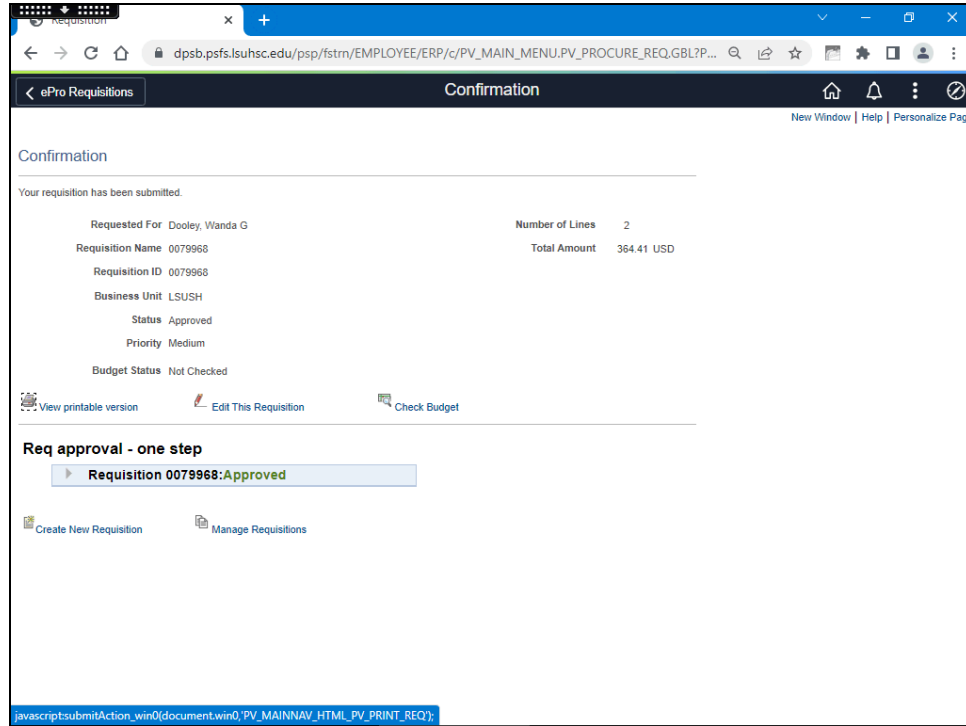 Requisition
dpsb.psfs.lsuhsc.edu/psp/fstrn/EMPLOYEE/ERP/c/PV_MAIN_MENU.PV_PROCURE_REQ.GBL?P...
ePro Requisitions
Confirmation
New Window | Help | Personalize Pag
Confirmation
Your requisition has been submitted.
Requested For Dooley, Wanda G Number of Lines 2
Requisition Name 0079968 Total Amount 364.41 USD
Requisition ID 0079968
Business Unit LSUSH
Status Approved
Priority Medium
Budget Status Not Checked
View printable version Edit This Requisition Check Budget
Req approval - one step
Requisition 0079968:Approved
Create New Requisition Manage Requisitions
javascript:submitAction_win0(document.win0,'PV_MAINNAV_HTML_PV_PRINT_REQ');